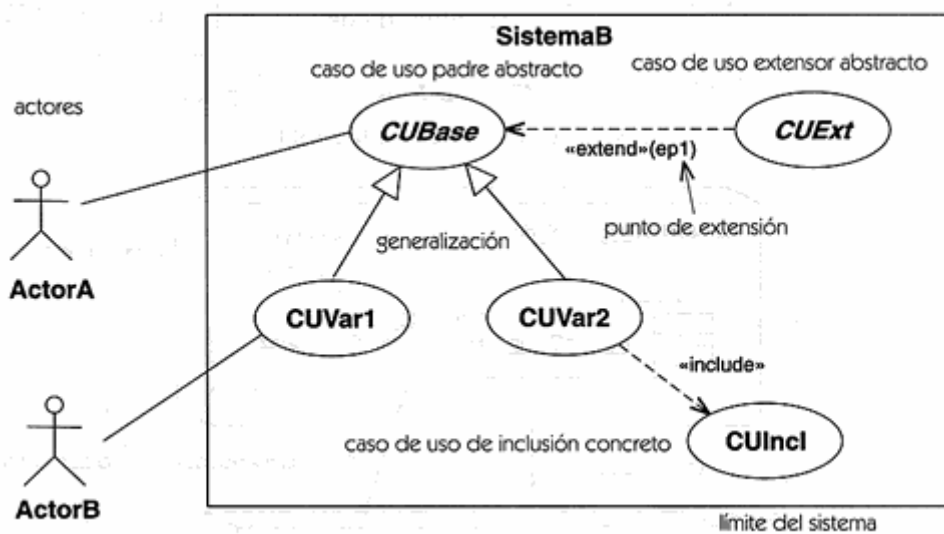 SistemaB
caso de uso padre abstracto
caso de uso extensor abstracto
actores
CUBase
CUExt
«extend»(ep1)
punto de extensión
generalización
ActorA
CUVar1
CUVar2
«include»
caso de uso de inclusión concreto
CUIncl
ActorB
límite del sistema